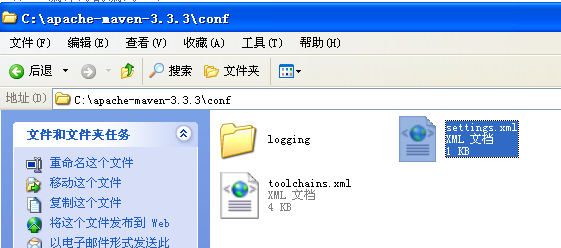 C:\apache-maven-3.3.3\conf
文件(F) 编辑(E) 查看(V) 收藏(A) 工具(T) 帮助(H)
后退 搜索 文件夹
地址(D) C:\apache-maven-3.3.3\conf
文件和文件夹任务
重命名这个文件
移动这个文件
复制这个文件
将这个文件发布到 Web
以电子邮件形式发送此
logging
settings.xml
XML 文档
1 KB
toolchains.xml
XML 文档
4 KB